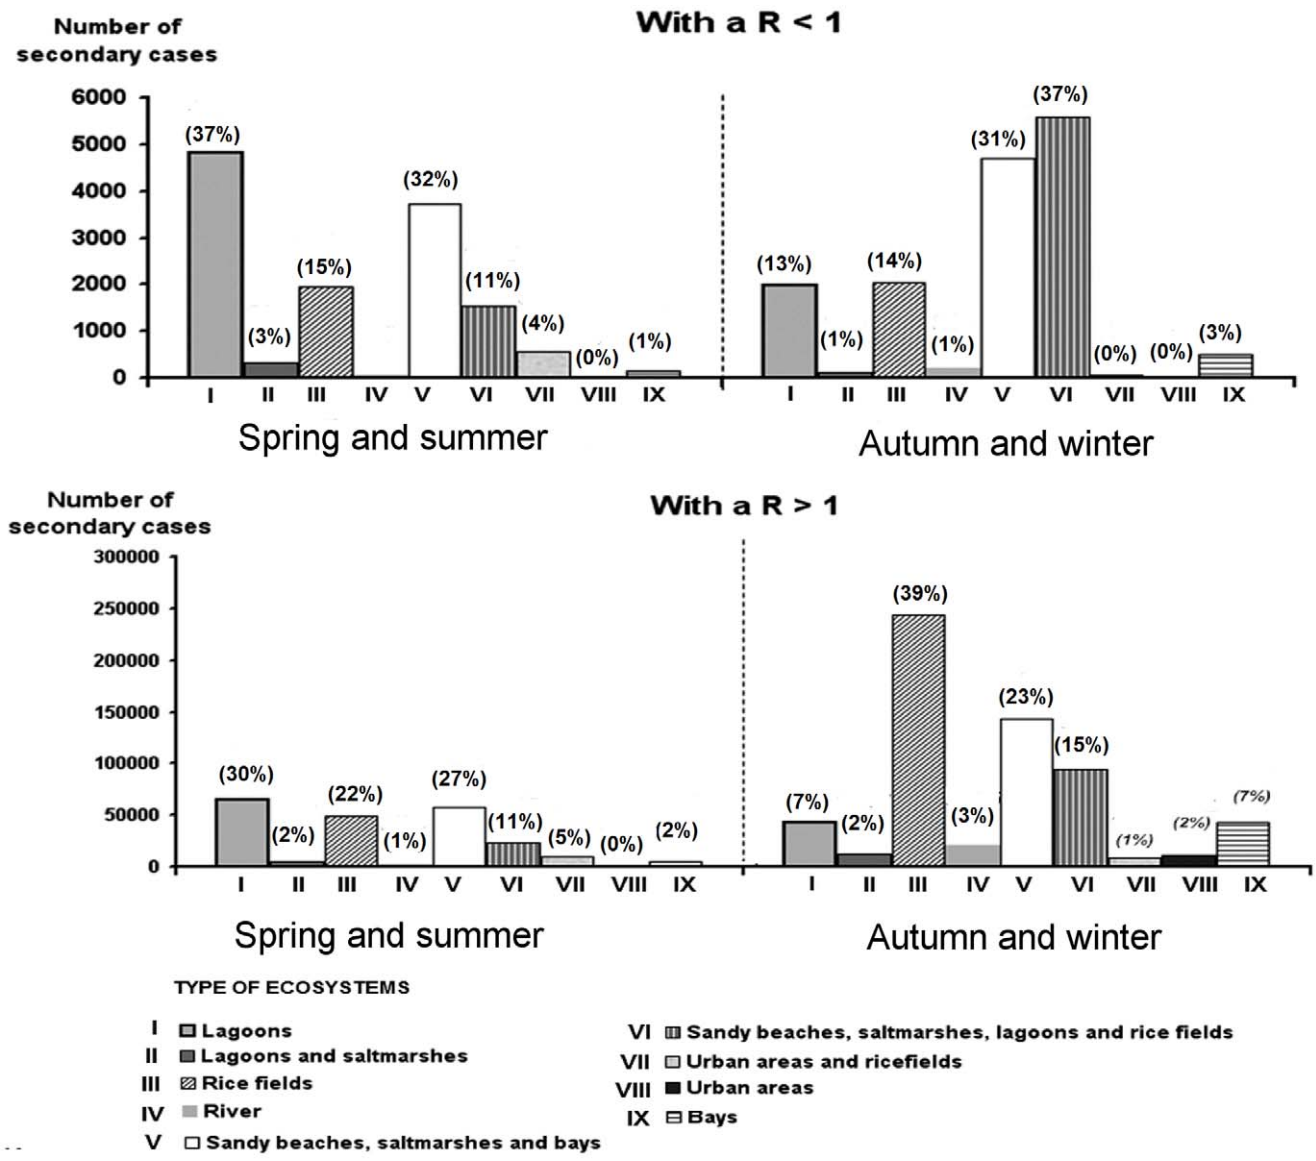 With a R < 1
Number of
secondary cases
6000
5000
4000
3000
2000
1000
0
(37%)
(3%)
(15%)
(32%)
(11%)
(4%)
(0%)
(1%)
(13%)
(1%)
(14%)
(1%)
(31%)
(37%)
(0%)
(0%)
(3%)
I II III IV V VI VII VIII IX
I II III IV V VI VII VIII IX
Spring and summer
Autumn and winter
With a R > 1
Number of
secondary cases
300000
250000
200000
150000
100000
50000
0
(30%)
(2%)
(22%)
(1%)
(27%)
(11%)
(5%)
(0%)
(2%)
(7%)
(2%)
(39%)
(3%)
(23%)
(15%)
(1%)
(2%)
(7%)
I II III IV V VI VII VIII IX
I II III IV V VI VII VIII IX
Spring and summer
Autumn and winter
TYPE OF ECOSYSTEMS
I Lagoons
II Lagoons and saltmarshes
III Rice fields
IV River
V Sandy beaches, saltmarshes and bays
VI Sandy beaches, saltmarshes, lagoons and rice fields
VII Urban areas and ricefields
VIII Urban areas
IX Bays